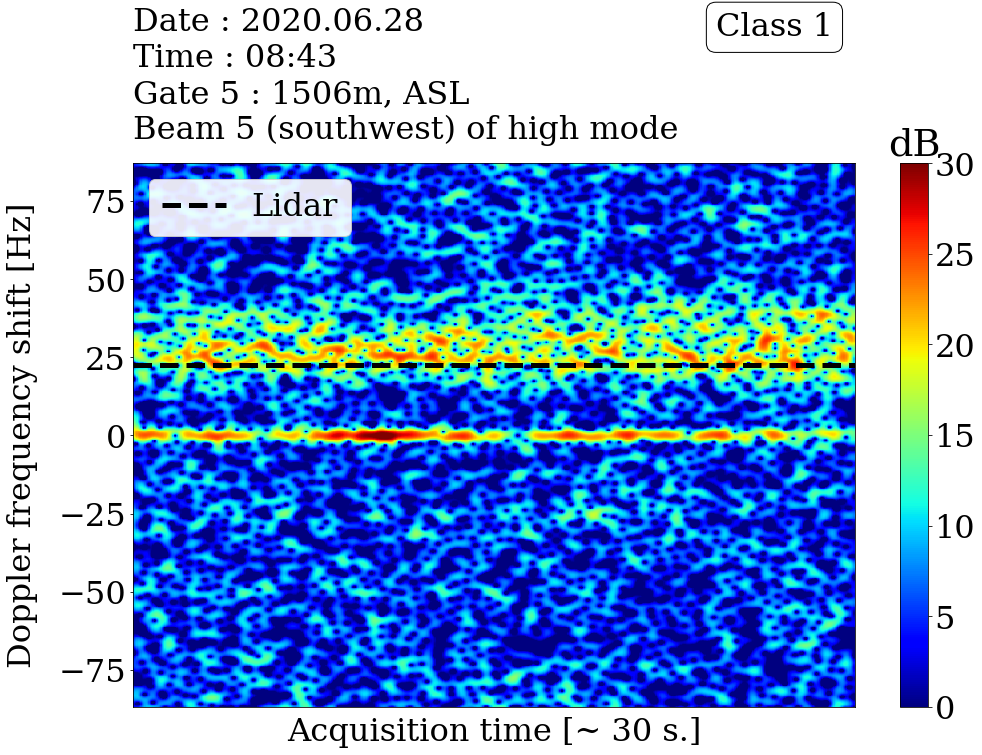 Date : 2020.06.28
Time : 08:43
Gate 5 : 1506m, ASL
Beam 5 (southwest) of high mode
Class 1
dB
Lidar
Doppler frequency shift [Hz]
75
50
25
0
−25
−50
−75
30
25
20
15
10
5
0
Acquisition time [~ 30 s.]